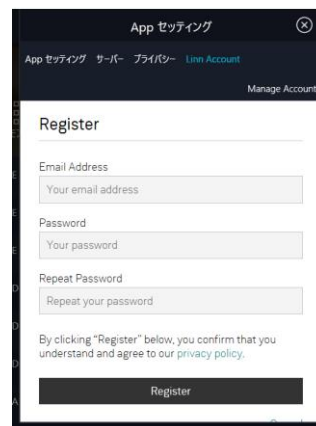 App セッティング
App セッティング サーバー プライバシー Linn Account
Manage Account
Register
Email Address
Your email address
Password
Your password
Repeat Password
Repeat your password
By clicking “Register” below, you confirm that you
understand and agree to our privacy policy.
Register